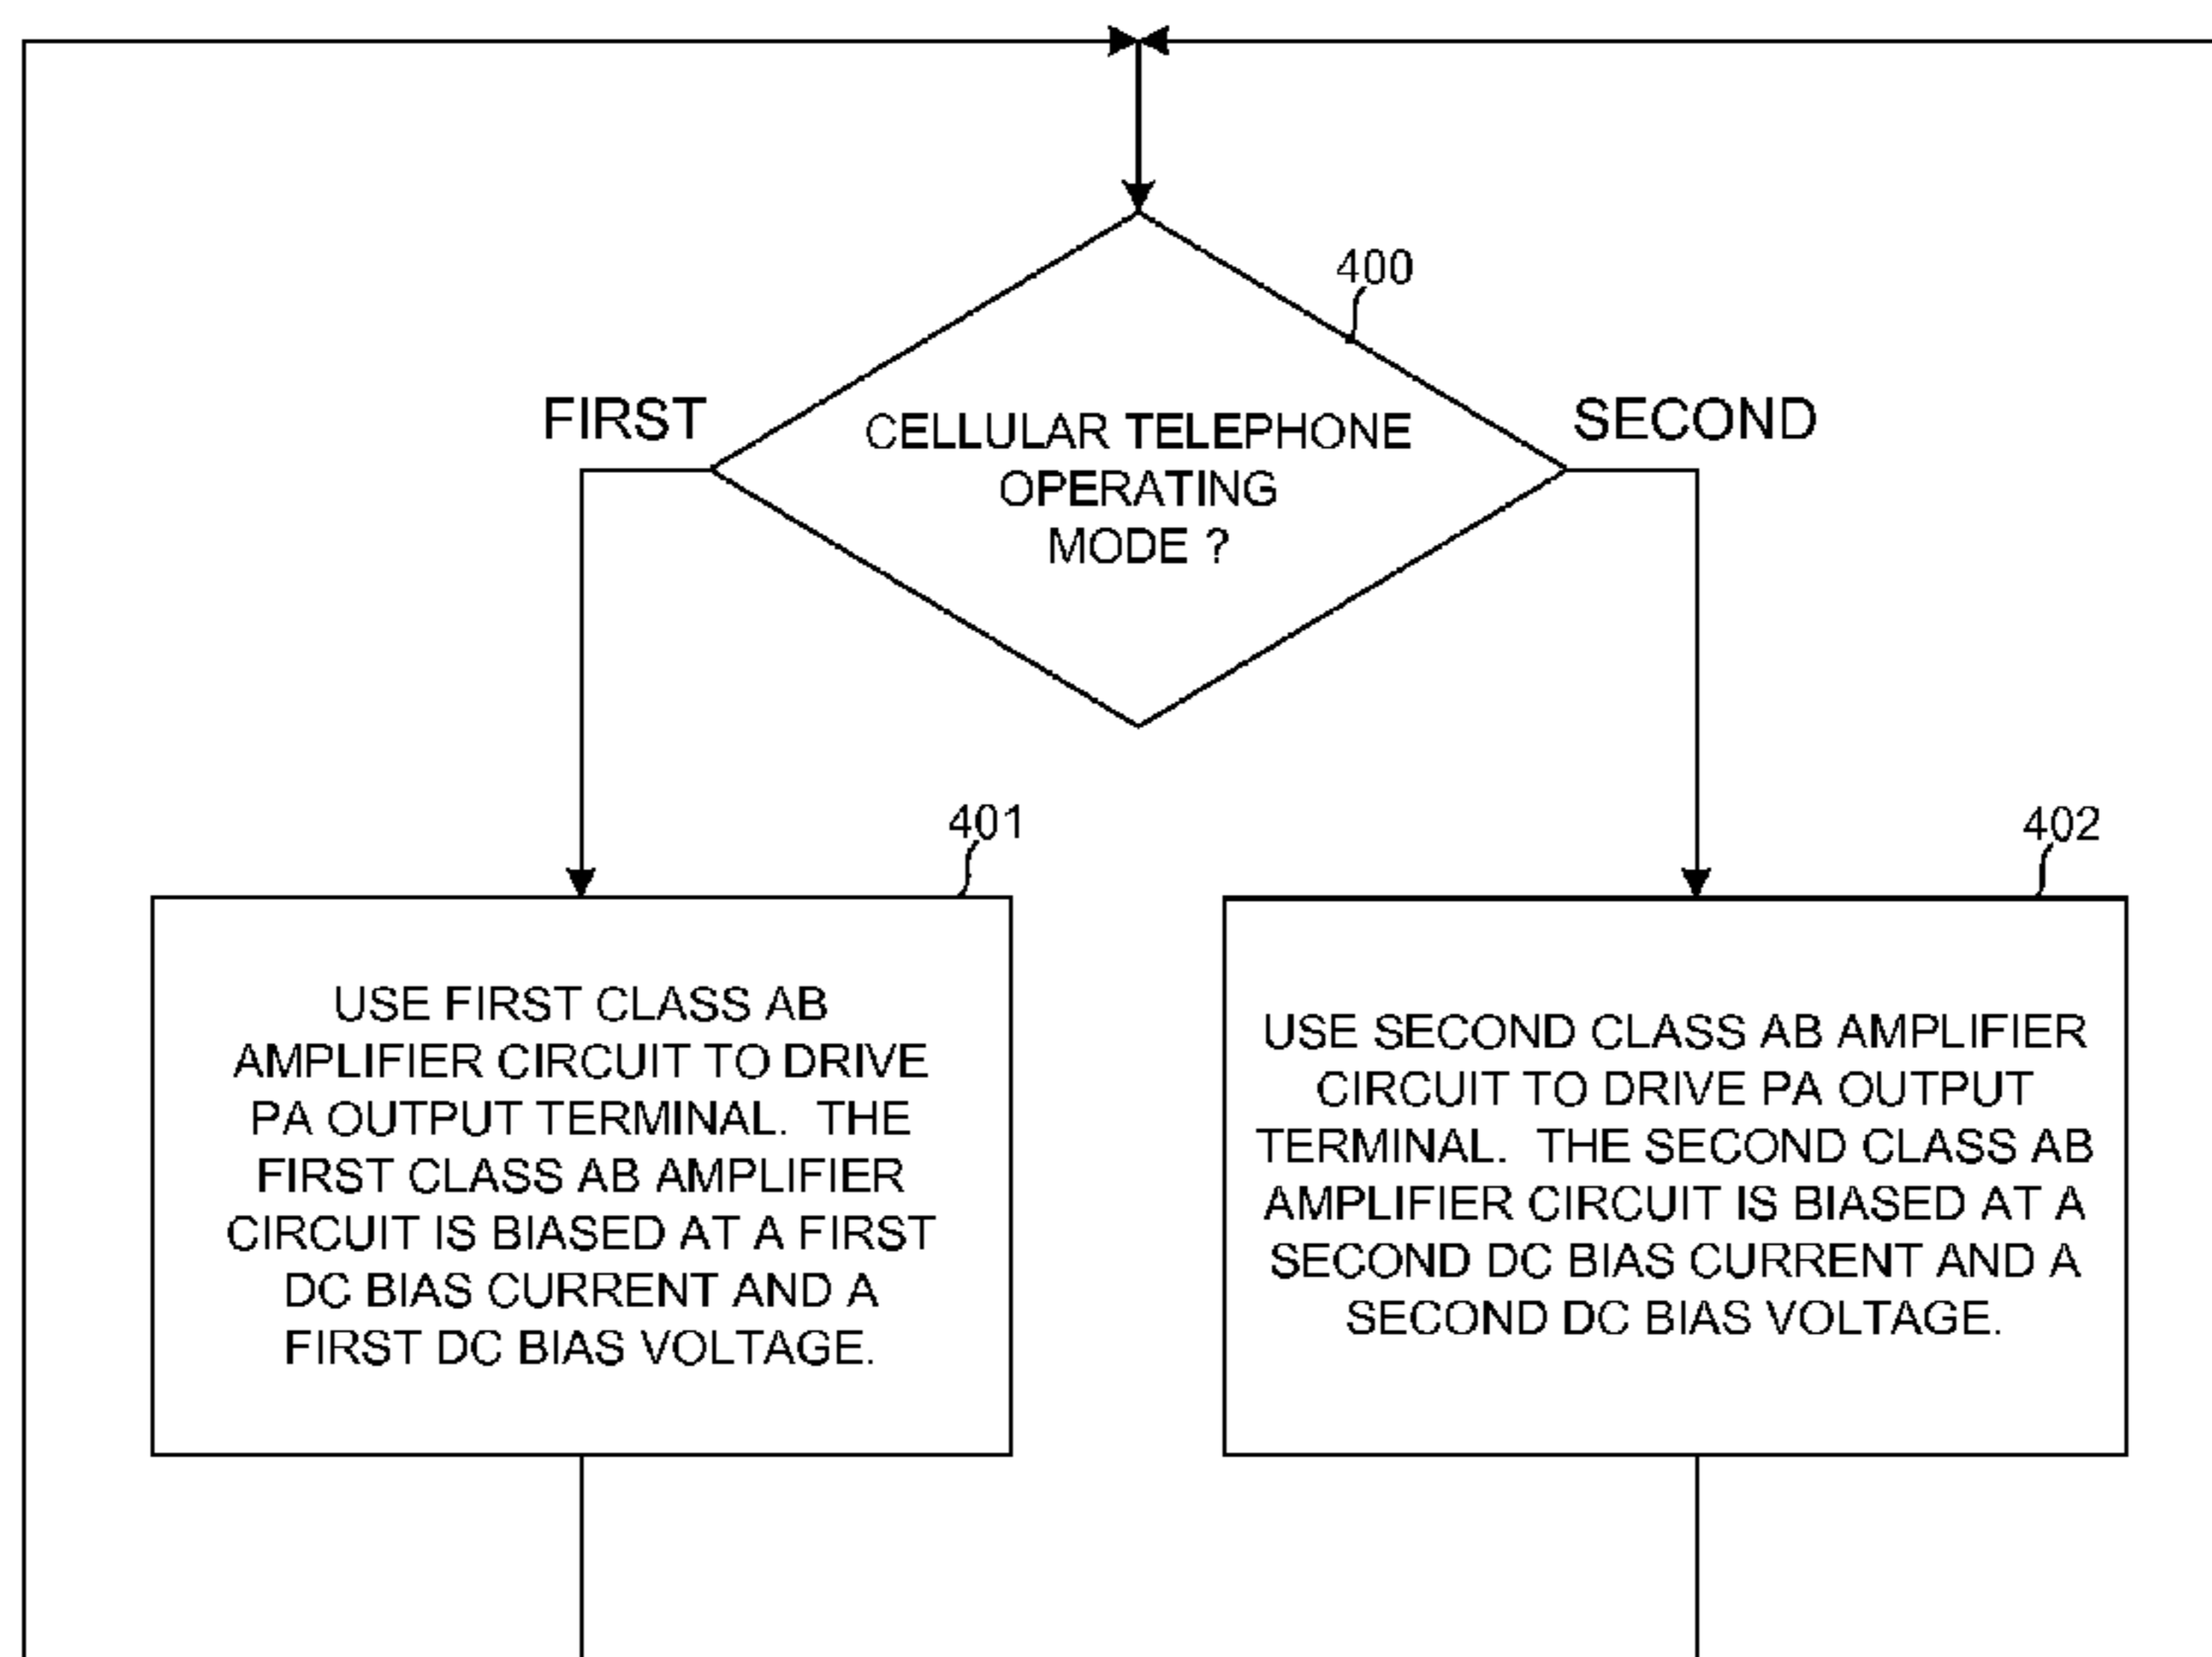 400
FIRST
SECOND
CELLULAR TELEPHONE
OPERATING
MODE ?
401
402
USE FIRST CLASS AB
AMPLIFIER CIRCUIT TO DRIVE
PA OUTPUT TERMINAL. THE
FIRST CLASS AB AMPLIFIER
CIRCUIT IS BIASED AT A FIRST
DC BIAS CURRENT AND A
FIRST DC BIAS VOLTAGE.
USE SECOND CLASS AB AMPLIFIER
CIRCUIT TO DRIVE PA OUTPUT
TERMINAL. THE SECOND CLASS AB
AMPLIFIER CIRCUIT IS BIASED AT A
SECOND DC BIAS CURRENT AND A
SECOND DC BIAS VOLTAGE.